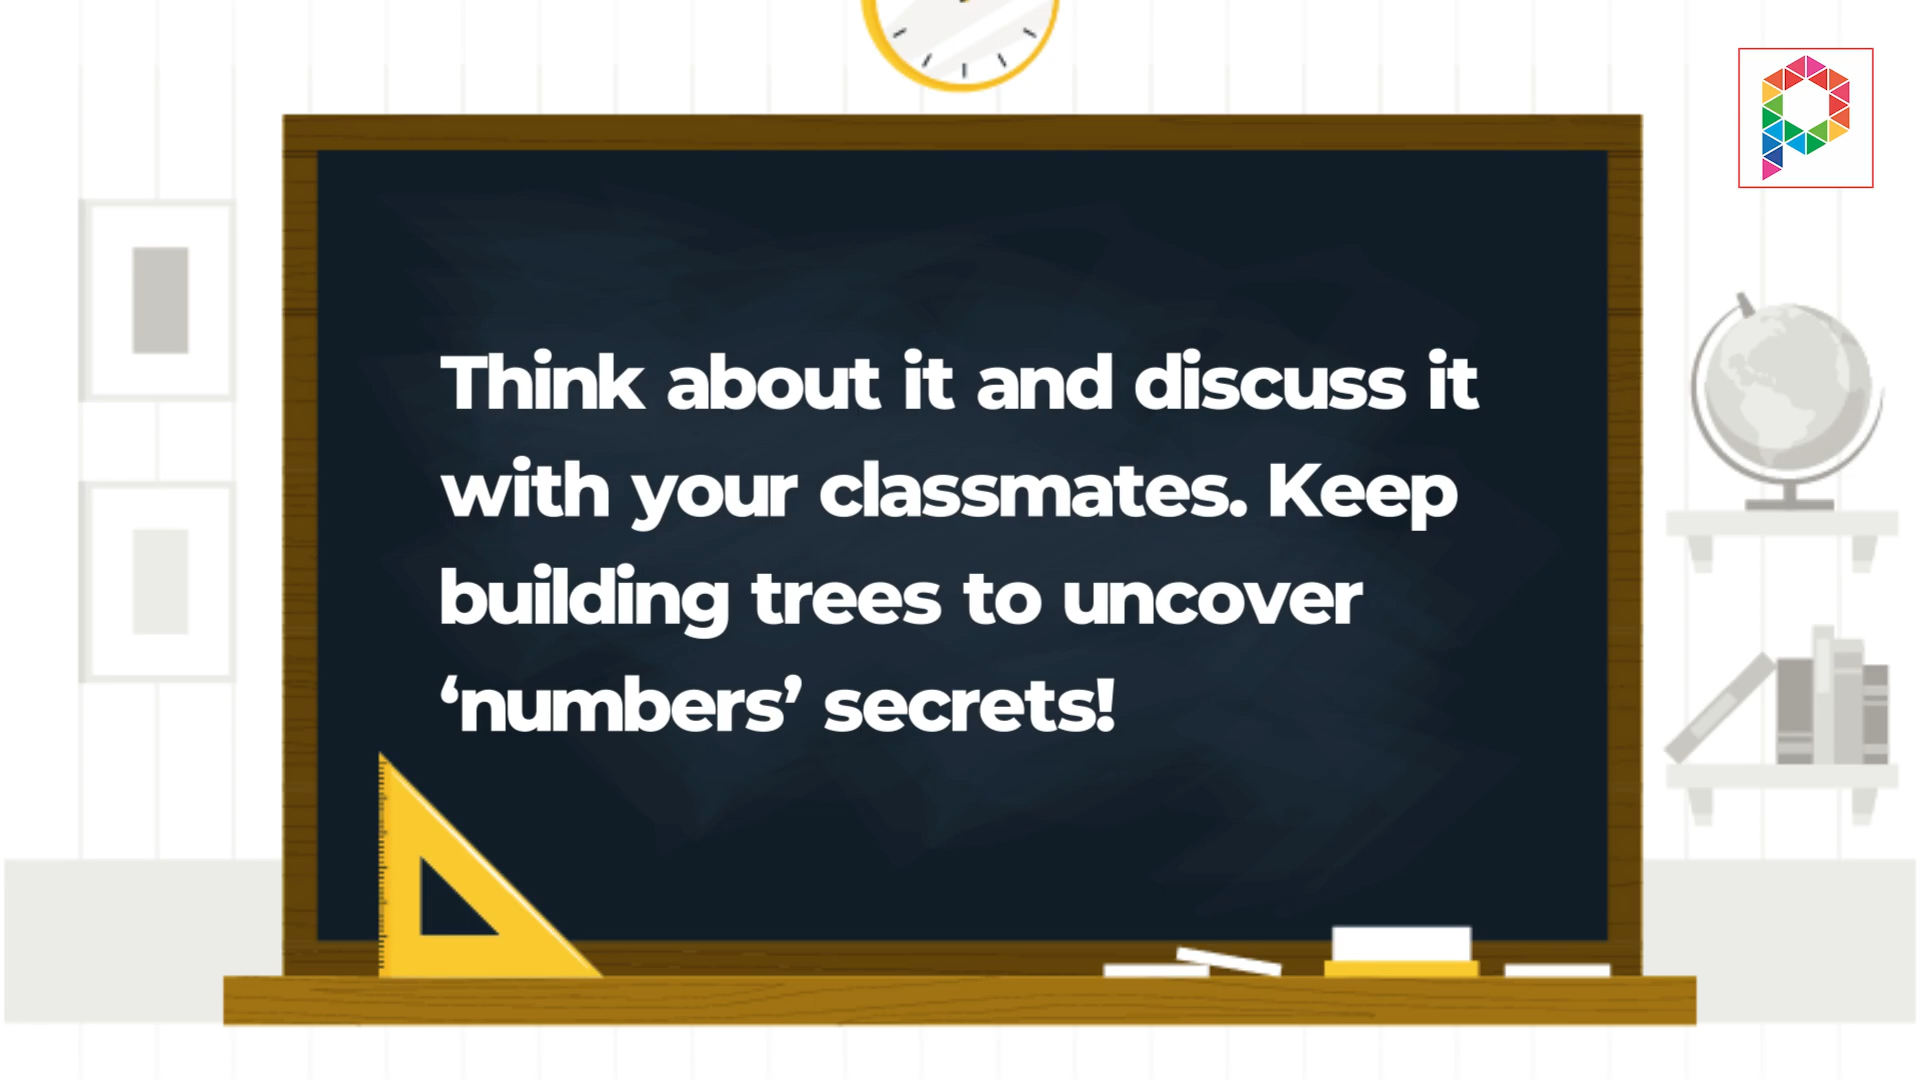 Think about it and discuss it
with your classmates. Keep
building trees to uncover
‘numbers’ secrets!